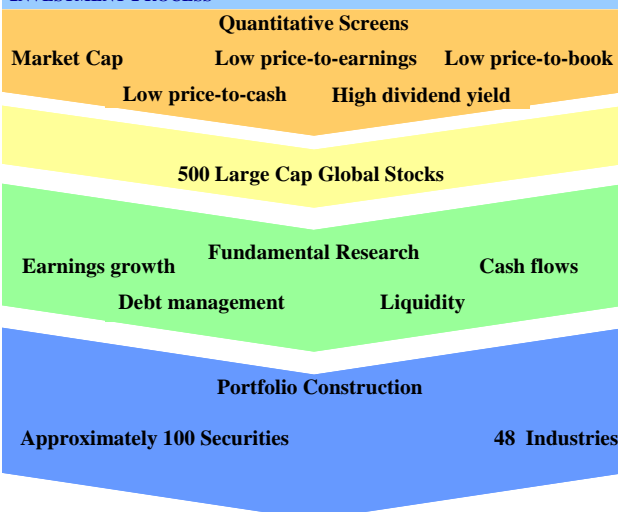 INVESTMENT PROCESS
Quantitative Screens
Market Cap Low price-to-earnings Low price-to-book
Low price-to-cash High dividend yield
500 Large Cap Global Stocks
Fundamental Research
Earnings growth Cash flows
Debt management Liquidity
Portfolio Construction
Approximately 100 Securities 48 Industries